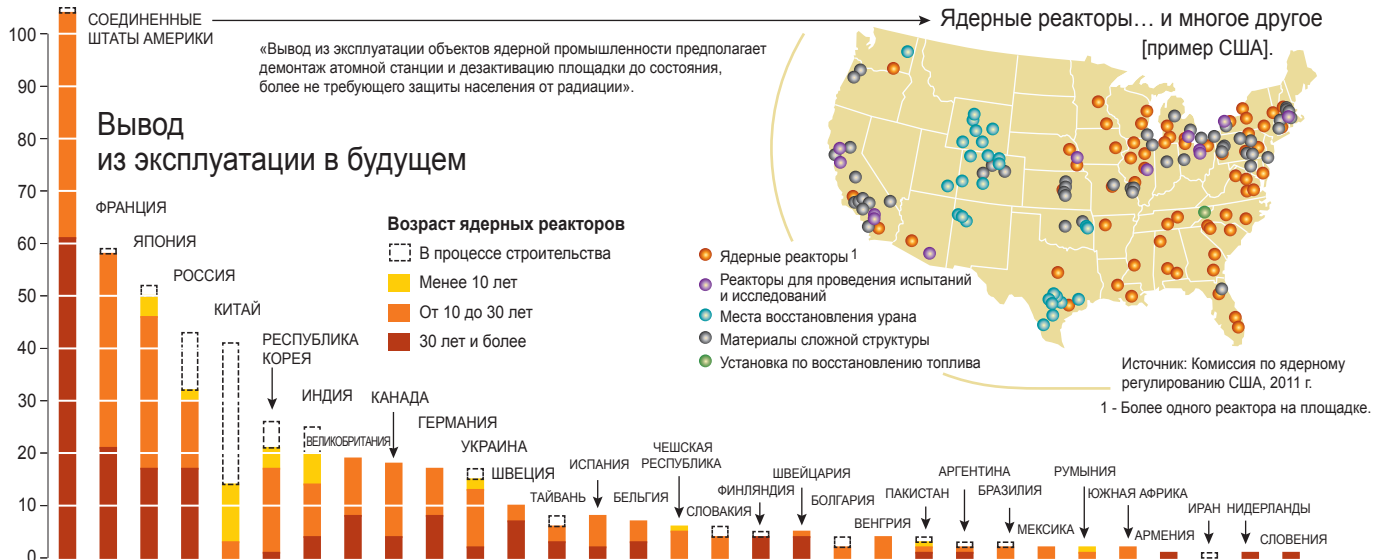 СОЕДИНЕННЫЕ
ШТАТЫ АМЕРИКИ
Ядерные реакторы… и многое другое
[пример США].
«Вывод из эксплуатации объектов ядерной промышленности предполагает
демонтаж атомной станции и дезактивацию площадки до состояния,
более не требующего защиты населения от радиации».
Вывод
из эксплуатации в будущем
100
90
80
70
60
50
40
30
20
10
0
Возраст ядерных реакторов
В процессе строительства
Менее 10 лет
От 10 до 30 лет
30 лет и более
Ядерные реакторы 1
Реакторы для проведения испытаний
и исследований
Места восстановления урана
Материалы сложной структуры
Установка по восстановлению топлива
Источник: Комиссия по ядерному
регулированию США, 2011 г.
1 - Более одного реактора на площадке.
ФРАНЦИЯ
ЯПОНИЯ
РОССИЯ
КИТАЙ
РЕСПУБЛИКА
КОРЕЯ
ИНДИЯ
ВЕЛИКОБРИТАНИЯ
КАНАДА
ГЕРМАНИЯ
УКРАИНА
ШВЕЦИЯ
ТАЙВАНЬ
ИСПАНИЯ
БЕЛЬГИЯ
ЧЕШСКАЯ
РЕСПУБЛИКА
СЛОВАКИЯ
ФИНЛЯНДИЯ
ШВЕЙЦАРИЯ
БОЛГАРИЯ
ВЕНГРИЯ
ПАКИСТАН
АРГЕНТИНА
БРАЗИЛИЯ
МЕКСИКА
РУМЫНИЯ
ЮЖНАЯ АФРИКА
АРМЕНИЯ
ИРАН
НИДЕРЛАНДЫ
СЛОВЕНИЯ